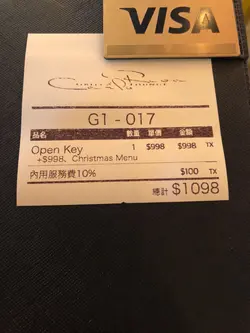 VISA
G1 - 017
品名 數量 單價 金額
Open Key 1 $998 $998 TX
+$998, Christmas Menu
內用服務費10% $100 TX
總計 $1098